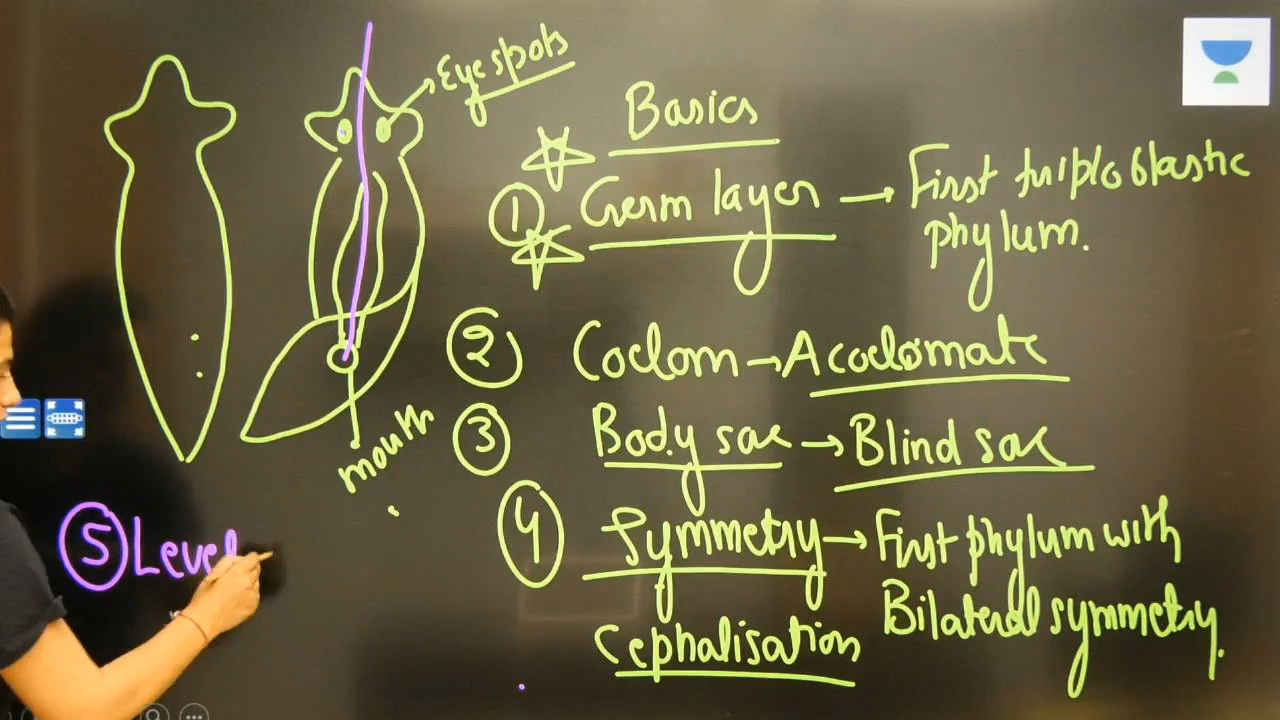 Eye spots
Basics
① Germ layer → First triploblastic
phylum.
② Coelom → Acoelomate
mouth
③ Body sac → Blind sac
④ Symmetry → First phylum with
Bilateral symmetry.
⑤ Level
Cephalisation